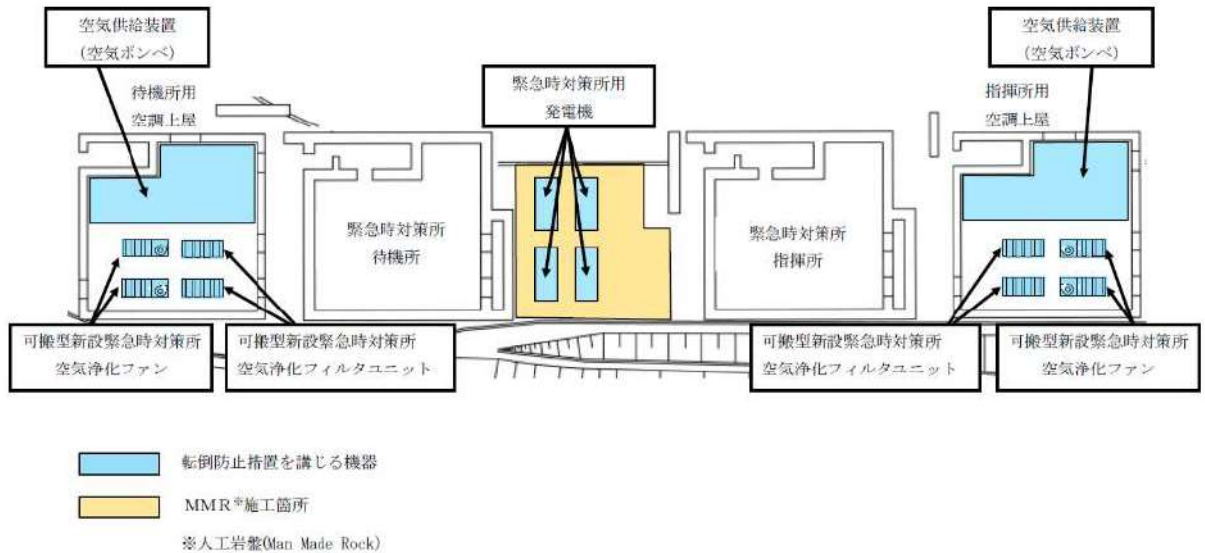 空気供給装置
(空気ボンベ)
空気供給装置
(空気ボンベ)
待機所用
空調上屋
緊急時対策所用
発電機
指揮所用
空調上屋
緊急時対策所
待機所
緊急時対策所
指揮所
可搬型新設緊急時対策所
空気浄化ファン
可搬型新設緊急時対策所
空気浄化フィルタユニット
可搬型新設緊急時対策所
空気浄化フィルタユニット
可搬型新設緊急時対策所
空気浄化ファン
転倒防止措置を講じる機器
MMR※施工箇所
※人工岩盤(Man Made Rock)